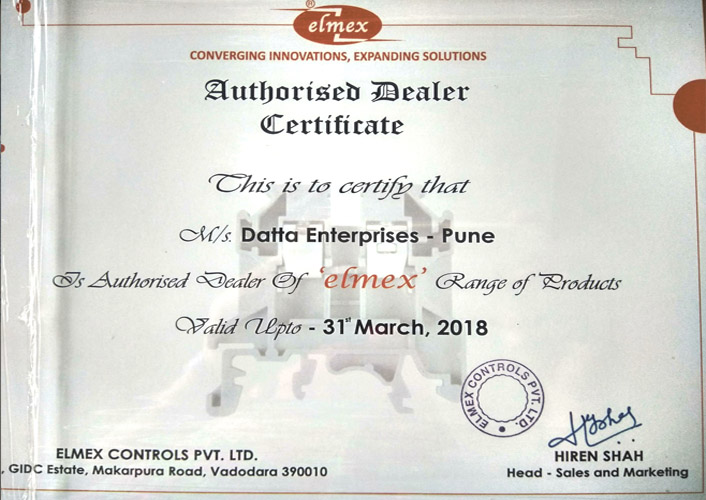 ®
elmex
CONVERGING INNOVATIONS, EXPANDING SOLUTIONS
Authorised Dealer
Certificate
This is to certify that
M/s. Datta Enterprises - Pune
Is Authorised Dealer Of 'elmex' Range of Products
Valid Upto - 31st March, 2018
ELMEX CONTROLS PVT. LTD.
HIREN SHAH
Head - Sales and Marketing
ELMEX CONTROLS PVT. LTD.
, GIDC Estate, Makarpura Road, Vadodara 390010